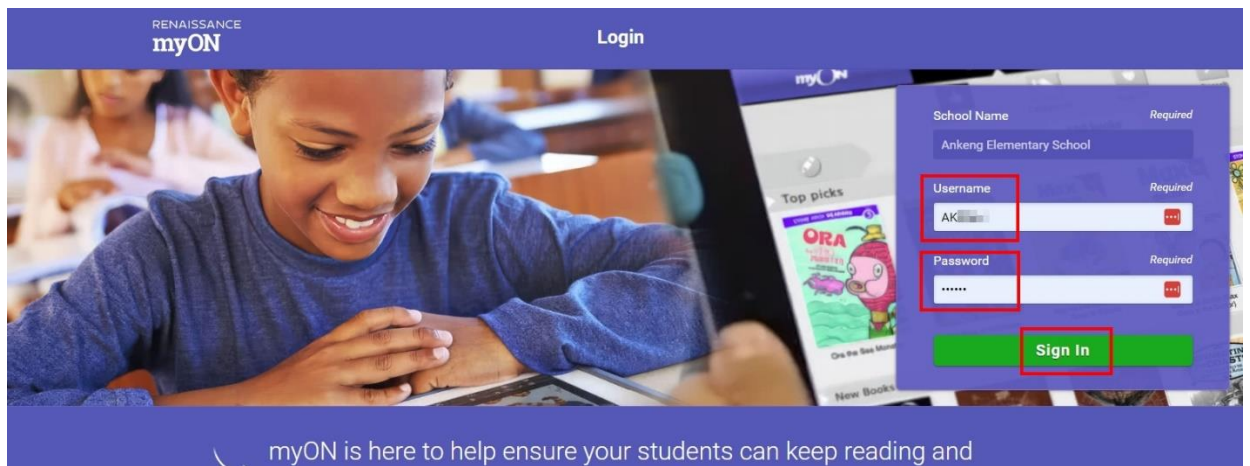 RENAISSANCE
myON
Login
myON
School Name Required
Ankeng Elementary School
Username Required
AK
Password Required
••••••
Sign In
Top picks
ORA
Ora the Sea
New Books
myON is here to help ensure your students can keep reading and